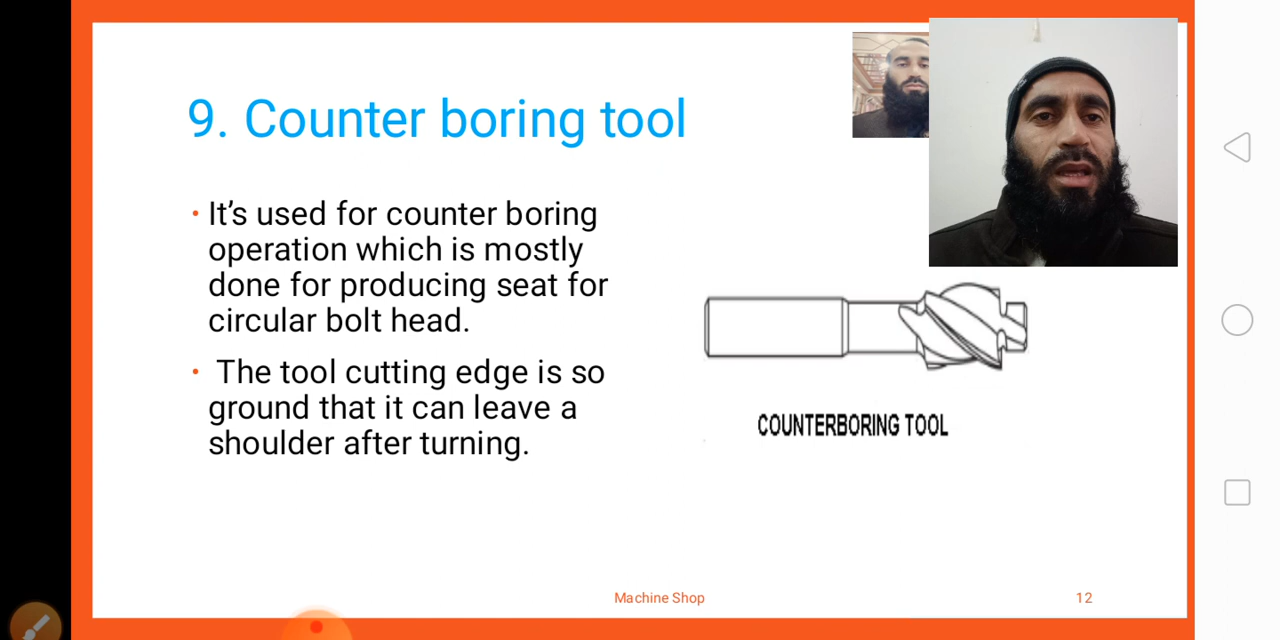 9. Counter boring tool
• It’s used for counter boring
operation which is mostly
done for producing seat for
circular bolt head.
• The tool cutting edge is so
ground that it can leave a
shoulder after turning.
COUNTERBORING TOOL
Machine Shop
12